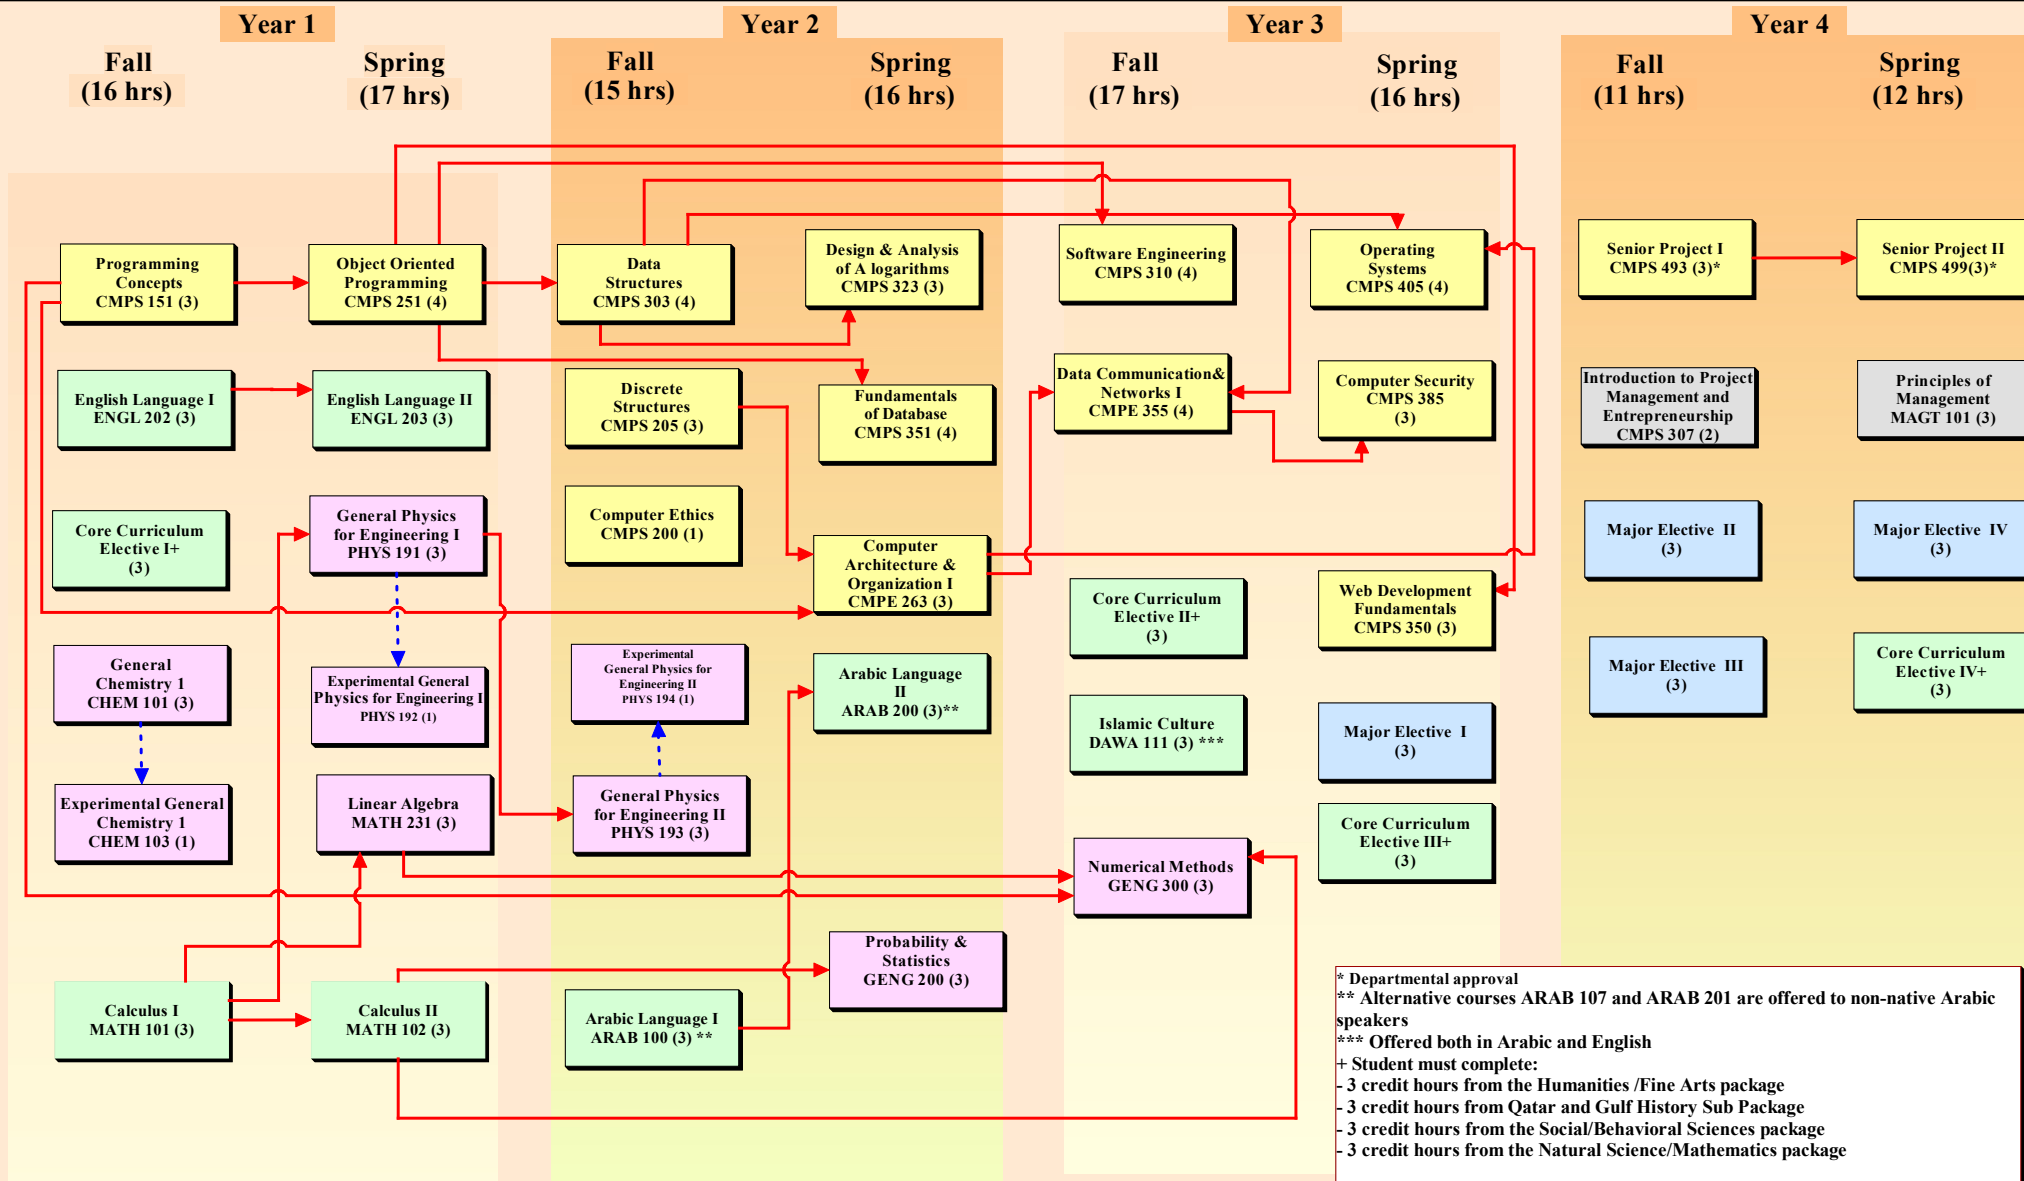 Year 1
Year 2
Year 3
Year 4
Fall
(16 hrs)
Spring
(17 hrs)
Fall
(15 hrs)
Spring
(16 hrs)
Fall
(17 hrs)
Spring
(16 hrs)
Fall
(11 hrs)
Spring
(12 hrs)
Programming
Concepts
CMPS 151 (3)
English Language I
ENGL 202 (3)
Core Curriculum
Elective I+
(3)
General
Chemistry 1
CHEM 101 (3)
Experimental General
Chemistry 1
CHEM 103 (1)
Calculus I
MATH 101 (3)
Object Oriented
Programming
CMPS 251 (4)
English Language II
ENGL 203 (3)
General Physics
for Engineering I
PHYS 191 (3)
Experimental General
Physics for Engineering I
PHYS 192 (1)
Linear Algebra
MATH 231 (3)
Calculus II
MATH 102 (3)
Data
Structures
CMPS 303 (4)
Discrete
Structures
CMPS 205 (3)
Computer Ethics
CMPS 200 (1)
Experimental
General Physics for
Engineering II
PHYS 194 (1)
General Physics
for Engineering II
PHYS 193 (3)
Arabic Language I
ARAB 100 (3) **
Design & Analysis
of A logarithms
CMPS 323 (3)
Fundamentals
of Database
CMPS 351 (4)
Computer
Architecture &
Organization I
CMPE 263 (3)
Arabic Language
II
ARAB 200 (3)**
Probability &
Statistics
GENG 200 (3)
Software Engineering
CMPS 310 (4)
Data Communication&
Networks I
CMPE 355 (4)
Core Curriculum
Elective II+
(3)
Islamic Culture
DAWA 111 (3) ***
Numerical Methods
GENG 300 (3)
Operating
Systems
CMPS 405 (4)
Computer Security
CMPS 385
(3)
Web Development
Fundamentals
CMPS 350 (3)
Major Elective I
(3)
Core Curriculum
Elective III+
(3)
Senior Project I
CMPS 493 (3)*
Introduction to Project
Management and
Entrepreneurship
CMPS 307 (2)
Major Elective II
(3)
Major Elective III
(3)
Senior Project II
CMPS 499(3)*
Principles of
Management
MAGT 101 (3)
Major Elective IV
(3)
Core Curriculum
Elective IV+
(3)
* Departmental approval
** Alternative courses ARAB 107 and ARAB 201 are offered to non-native Arabic
speakers
*** Offered both in Arabic and English
+ Student must complete:
- 3 credit hours from the Humanities /Fine Arts package
- 3 credit hours from Qatar and Gulf History Sub Package
- 3 credit hours from the Social/Behavioral Sciences package
- 3 credit hours from the Natural Science/Mathematics package